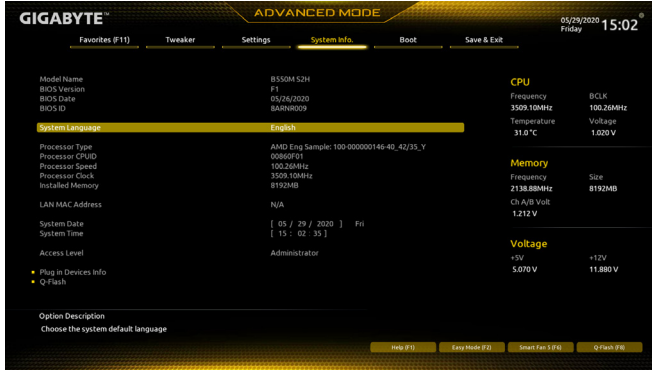 GIGABYTE™
ADVANCED MODE
05/29/2020 Friday 15:02
Favorites (F11) Tweaker Settings System Info. Boot Save & Exit
Model Name B550M S2H
BIOS Version F1
BIOS Date 05/26/2020
BIOS ID 8ARNR009
System Language English
Processor Type AMD Eng Sample: 100-000000146-40_42/35_Y
Processor CPUID 00860F01
Processor Speed 100.26MHz
Processor Clock 3509.10MHz
Installed Memory 8192MB
LAN MAC Address N/A
System Date [ 05 / 29 / 2020 ] Fri
System Time [ 15 : 02 : 35 ]
Access Level Administrator
Plug in Devices Info
Q-Flash
CPU
Frequency BCLK
3509.10MHz 100.26MHz
Temperature Voltage
31.0 °C 1.020 V
Memory
Frequency Size
2138.88MHz 8192MB
Ch A/B Volt
1.212 V
Voltage
+5V +12V
5.070 V 11.880 V
Option Description
Choose the system default language
Help (F1) Easy Mode (F2) Smart Fan 5 (F6) Q-Flash (F8)